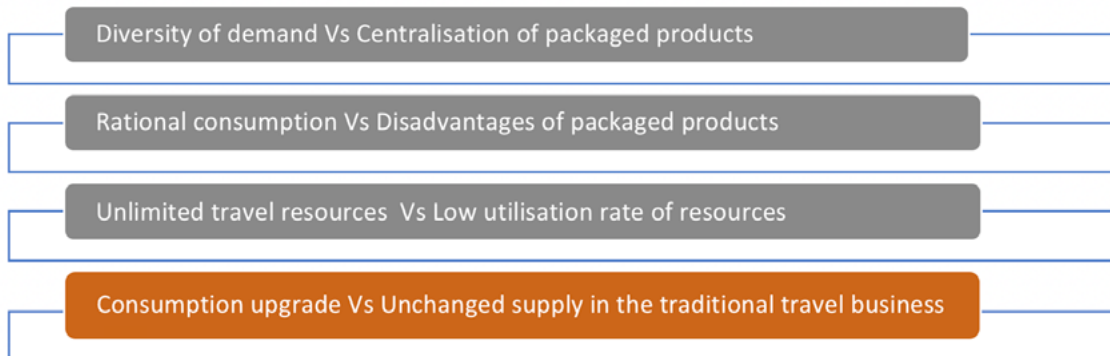 Diversity of demand Vs Centralisation of packaged products
Rational consumption Vs Disadvantages of packaged products
Unlimited travel resources Vs Low utilisation rate of resources
Consumption upgrade Vs Unchanged supply in the traditional travel business